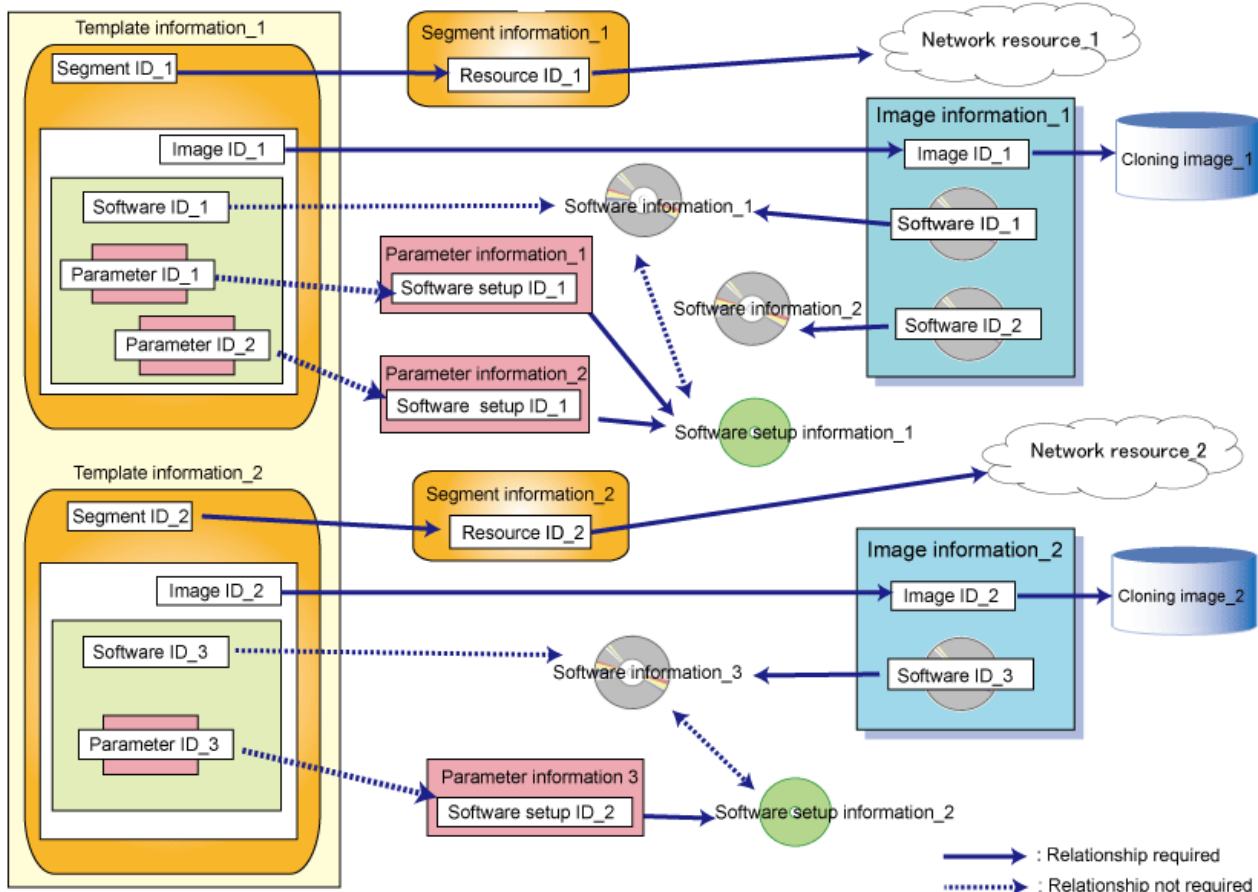 Template information_1
Segment information_1
Network resource_1
Segment ID_1
Resource ID_1
Image information_1
Image ID_1
Image ID_1
Cloning image_1
Software ID_1
Software information_1
Software ID_1
Parameter information_1
Parameter ID_1
Software setup ID_1
Software information_2
Software ID_2
Parameter ID_2
Parameter information_2
Software  setup ID_1
Software setup information_1
Network resource_2
Template information_2
Segment information_2
Segment ID_2
Resource ID_2
Image information_2
Image ID_2
Image ID_2
Cloning image_2
Software ID_3
Software information_3
Software ID_3
Parameter ID_3
Parameter information 3
Software setup ID_2
Software setup information_2
: Relationship required
: Relationship not required